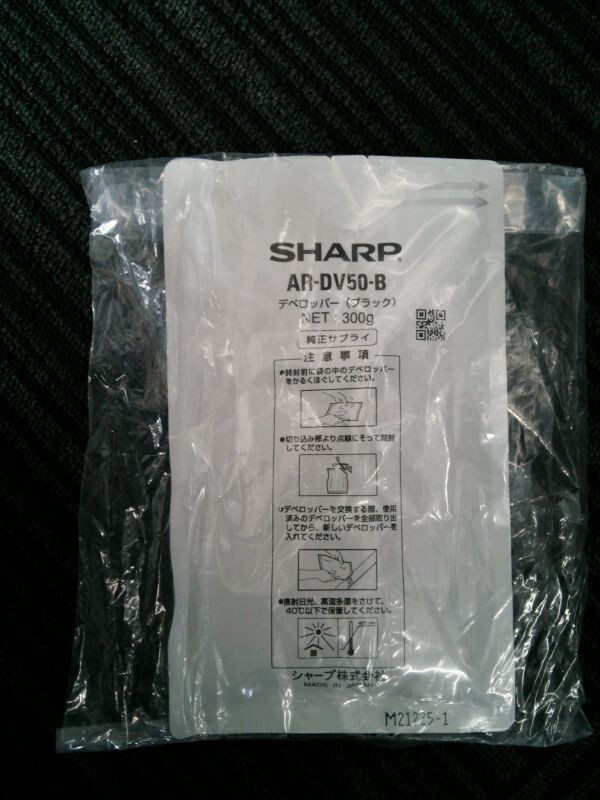 SHARP
AR-DV50-B
デベロッパー（ブラック）
NET : 300g
純正サプライ
注意事項
●開封前に袋の中のデベロッパー
をかるくほぐしてください。
●切り込み部より点線にそって開封
してください。
●デベロッパーを交換する際、使用
済みのデベロッパーを全部取り出
してから、新しいデベロッパーを
入れてください。
●直射日光、高温多湿をさけて、
40℃以下で保管してください。
シャープ株式会社
MADE IN JAPAN
M21225-1